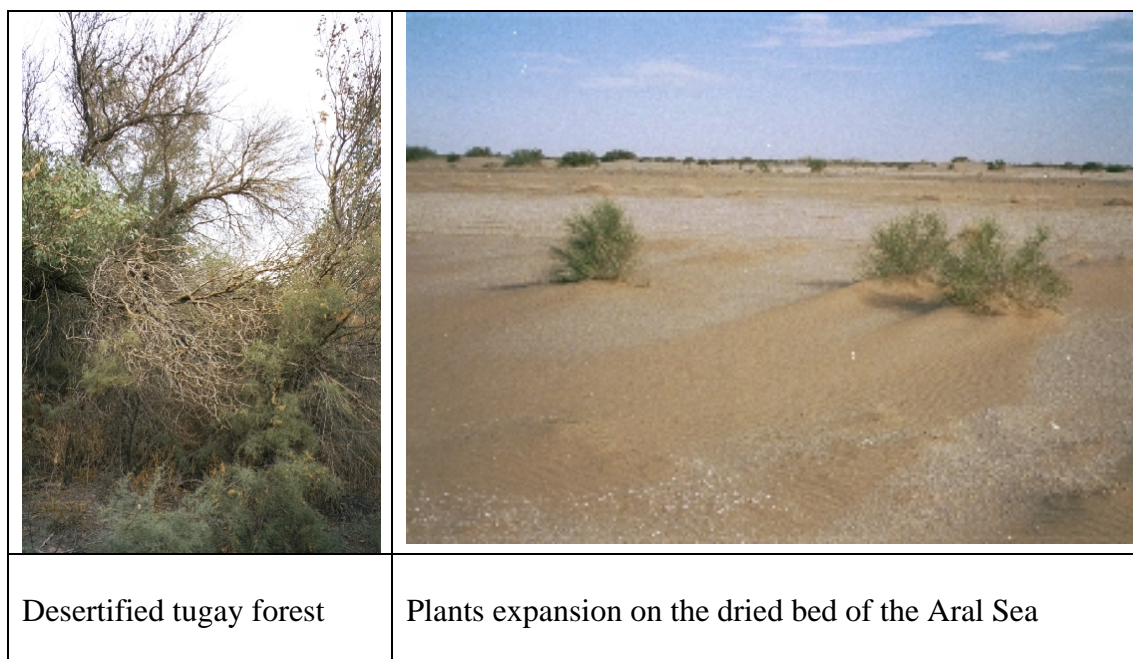 Desertified tugay forest
Plants expansion on the dried bed of the Aral Sea